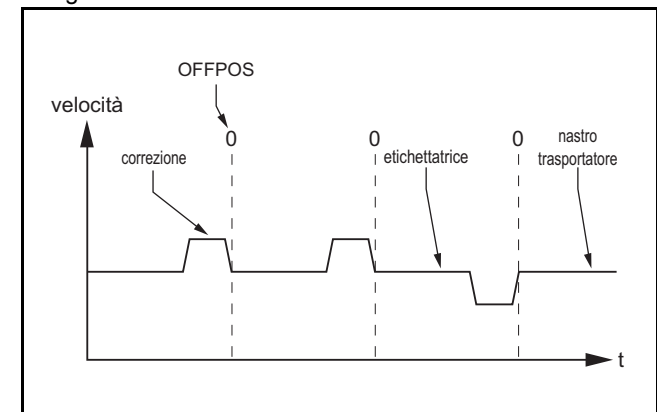 OFFPOS
velocità
0 0 0
nastro
correzione
etichettatrice
trasportatore
t